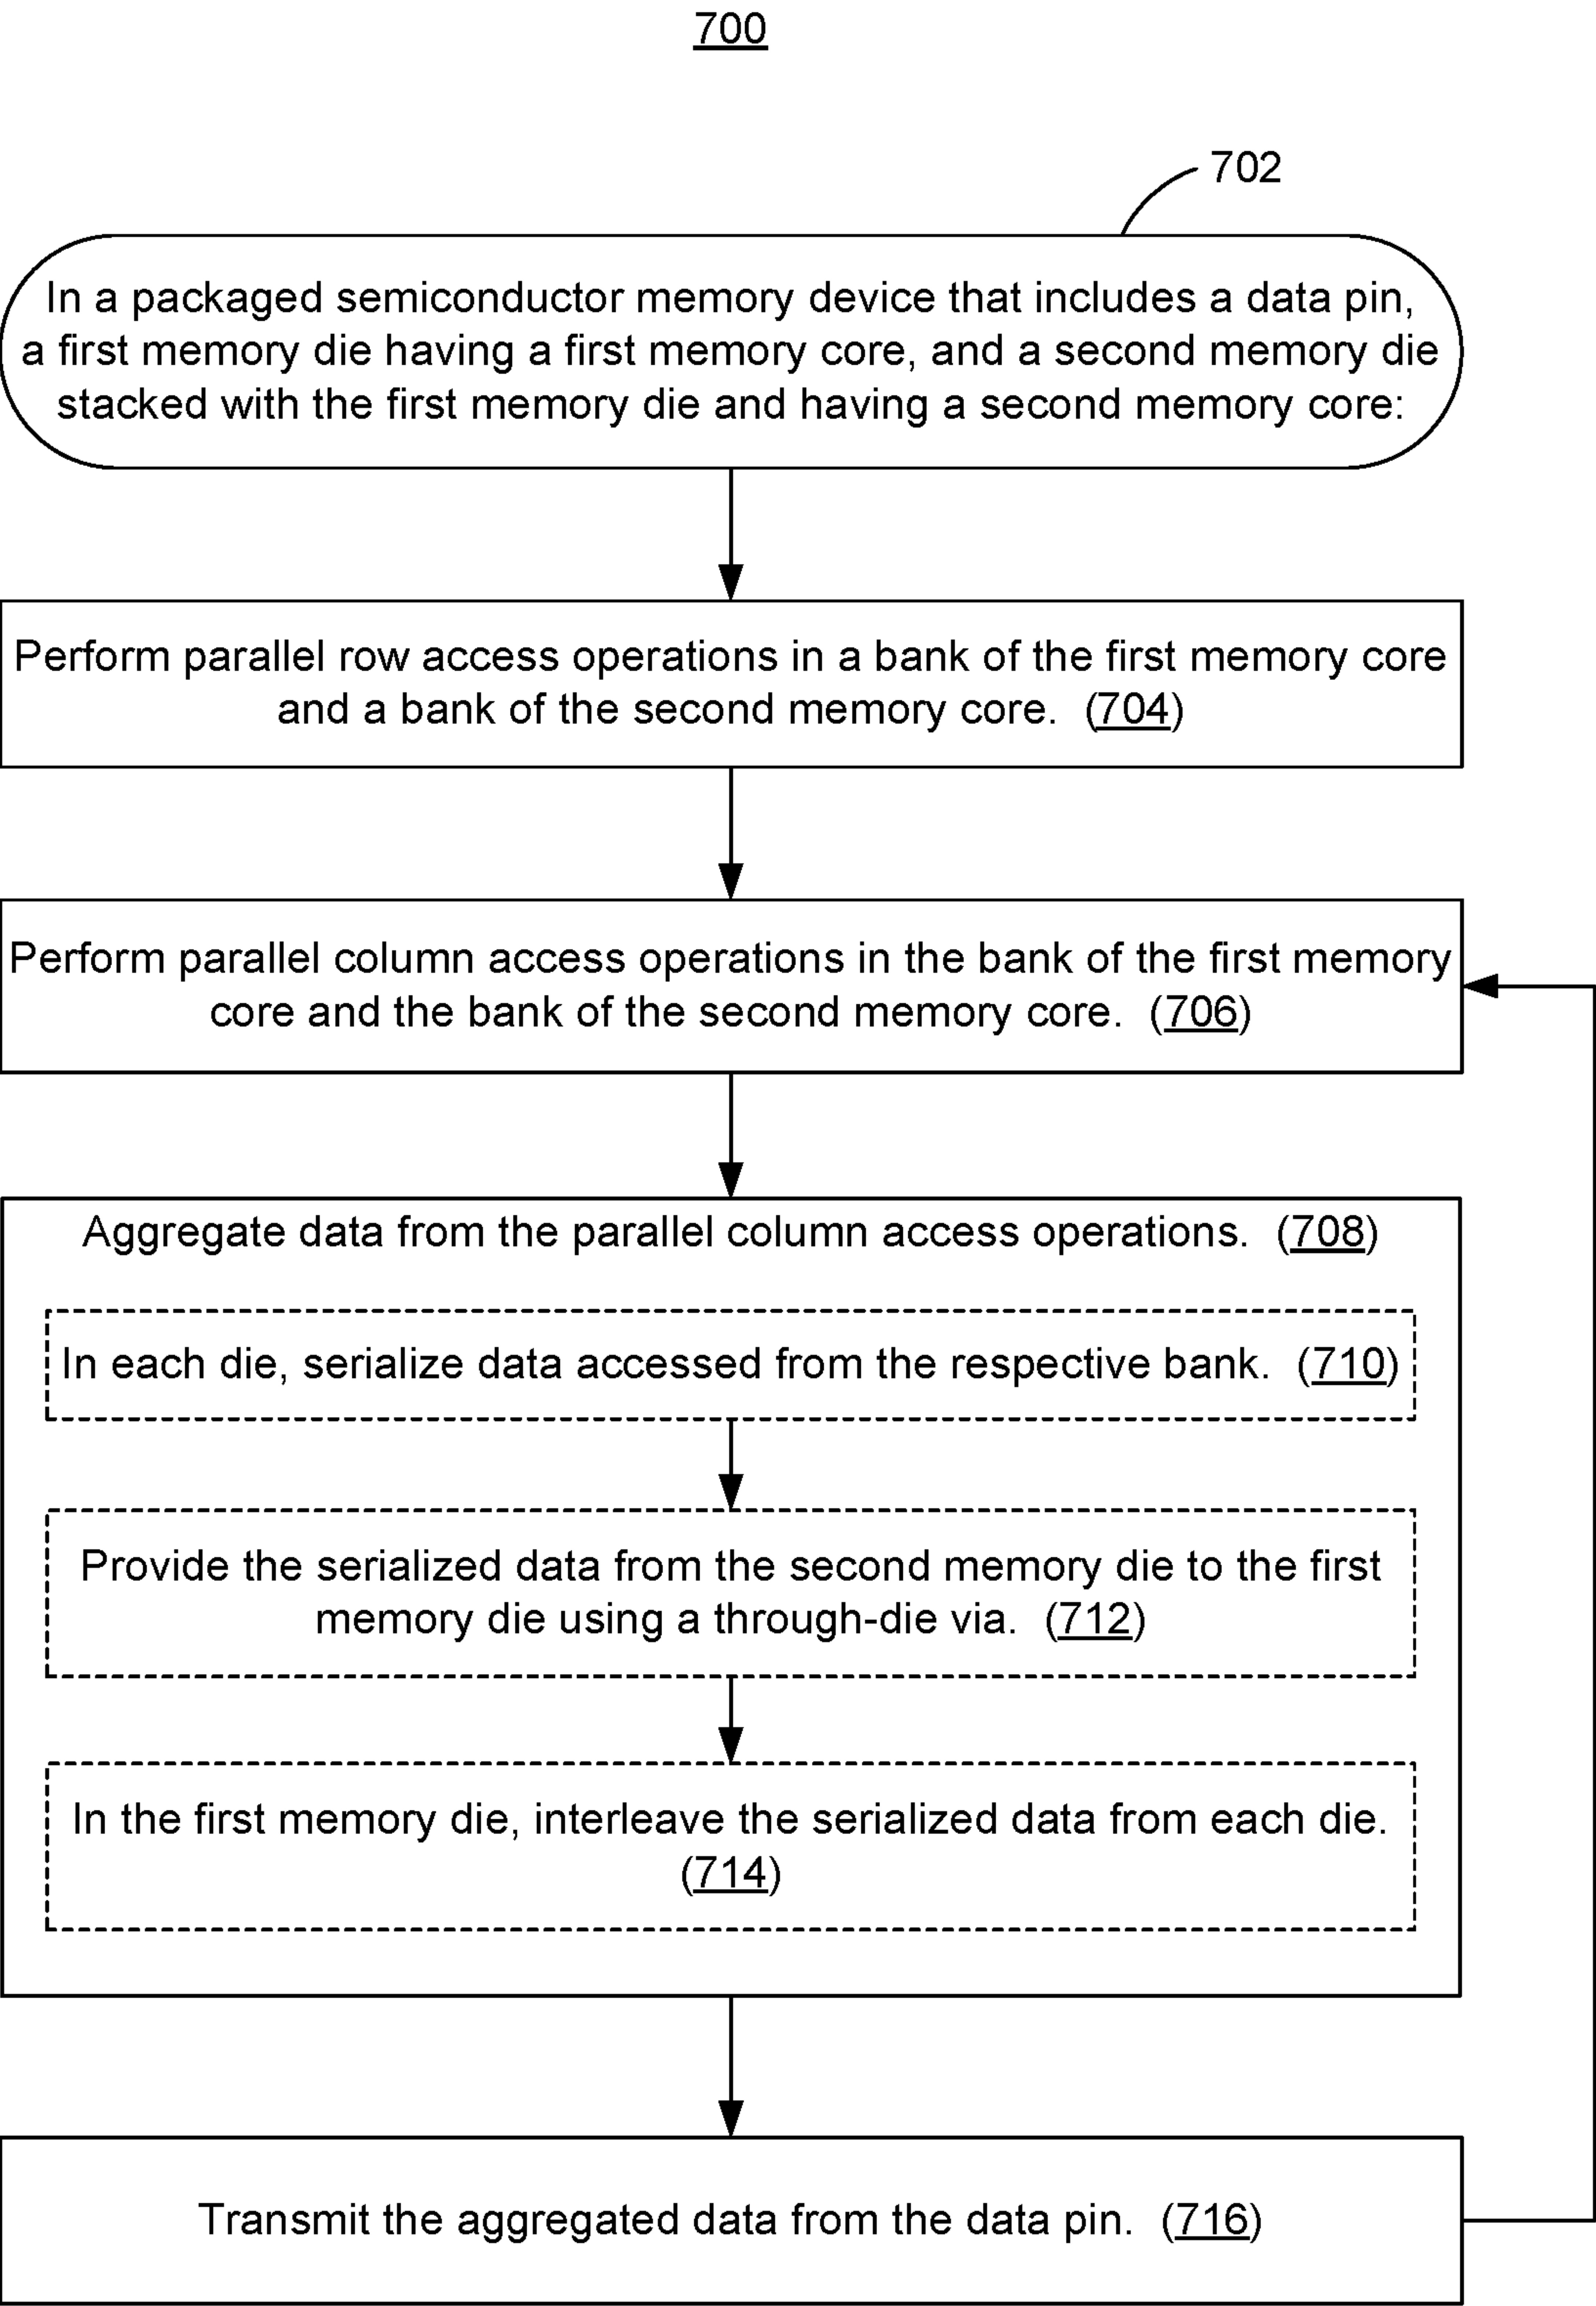 700
702
In a packaged semiconductor memory device that includes a data pin,
a first memory die having a first memory core, and a second memory die
stacked with the first memory die and having a second memory core:
Perform parallel row access operations in a bank of the first memory core
and a bank of the second memory core. (704)
Perform parallel column access operations in the bank of the first memory
core and the bank of the second memory core. (706)
Aggregate data from the parallel column access operations. (708)
In each die, serialize data accessed from the respective bank. (710)
Provide the serialized data from the second memory die to the first
memory die using a through-die via. (712)
In the first memory die, interleave the serialized data from each die.
(714)
Transmit the aggregated data from the data pin. (716)